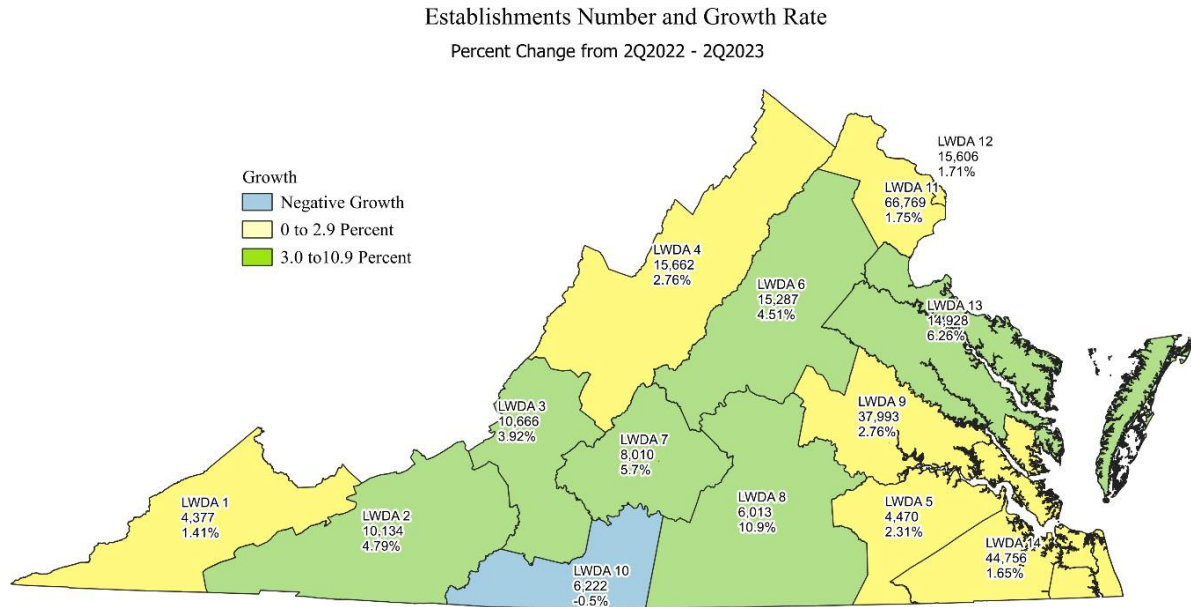 Establishments Number and Growth Rate
Percent Change from 2Q2022 - 2Q2023
Growth
Negative Growth
0 to 2.9 Percent
3.0 to10.9 Percent
LWDA 12
15,606
1.71%
LWDA 11
66,769
1.75%
LWDA 4
15,662
2.76%
LWDA 6
15,287
4.51%
LWDA 13
14,928
6.26%
LWDA 3
10,666
3.92%
LWDA 9
37,993
2.76%
LWDA 7
8,010
5.7%
LWDA 1
4,377
1.41%
LWDA 2
10,134
4.79%
LWDA 8
6,013
10.9%
LWDA 5
4,470
2.31%
LWDA 14
44,756
1.65%
LWDA 10
6,222
-0.5%